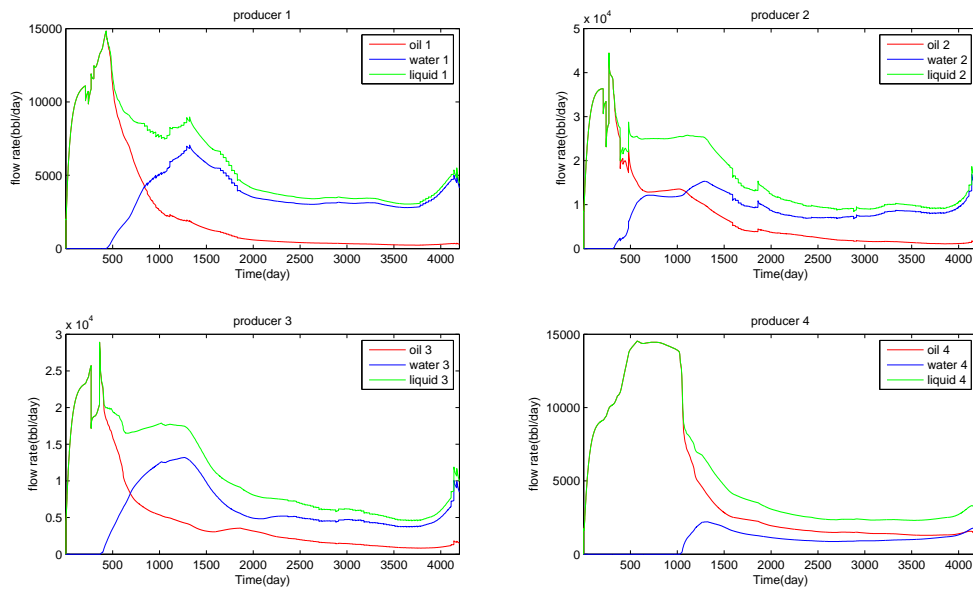 producer 1
15000
10000
5000
0
flow rate(bbl/day)
500 1000 1500 2000 2500 3000 3500 4000
Time(day)
oil 1
water 1
liquid 1
producer 2
x 10^4
5
4
3
2
1
0
flow rate(bbl/day)
500 1000 1500 2000 2500 3000 3500 4000
Time(day)
oil 2
water 2
liquid 2
producer 3
x 10^4
3
2.5
2
1.5
1
0.5
0
flow rate(bbl/day)
500 1000 1500 2000 2500 3000 3500 4000
Time(day)
oil 3
water 3
liquid 3
producer 4
15000
10000
5000
0
flow rate(bbl/day)
500 1000 1500 2000 2500 3000 3500 4000
Time(day)
oil 4
water 4
liquid 4